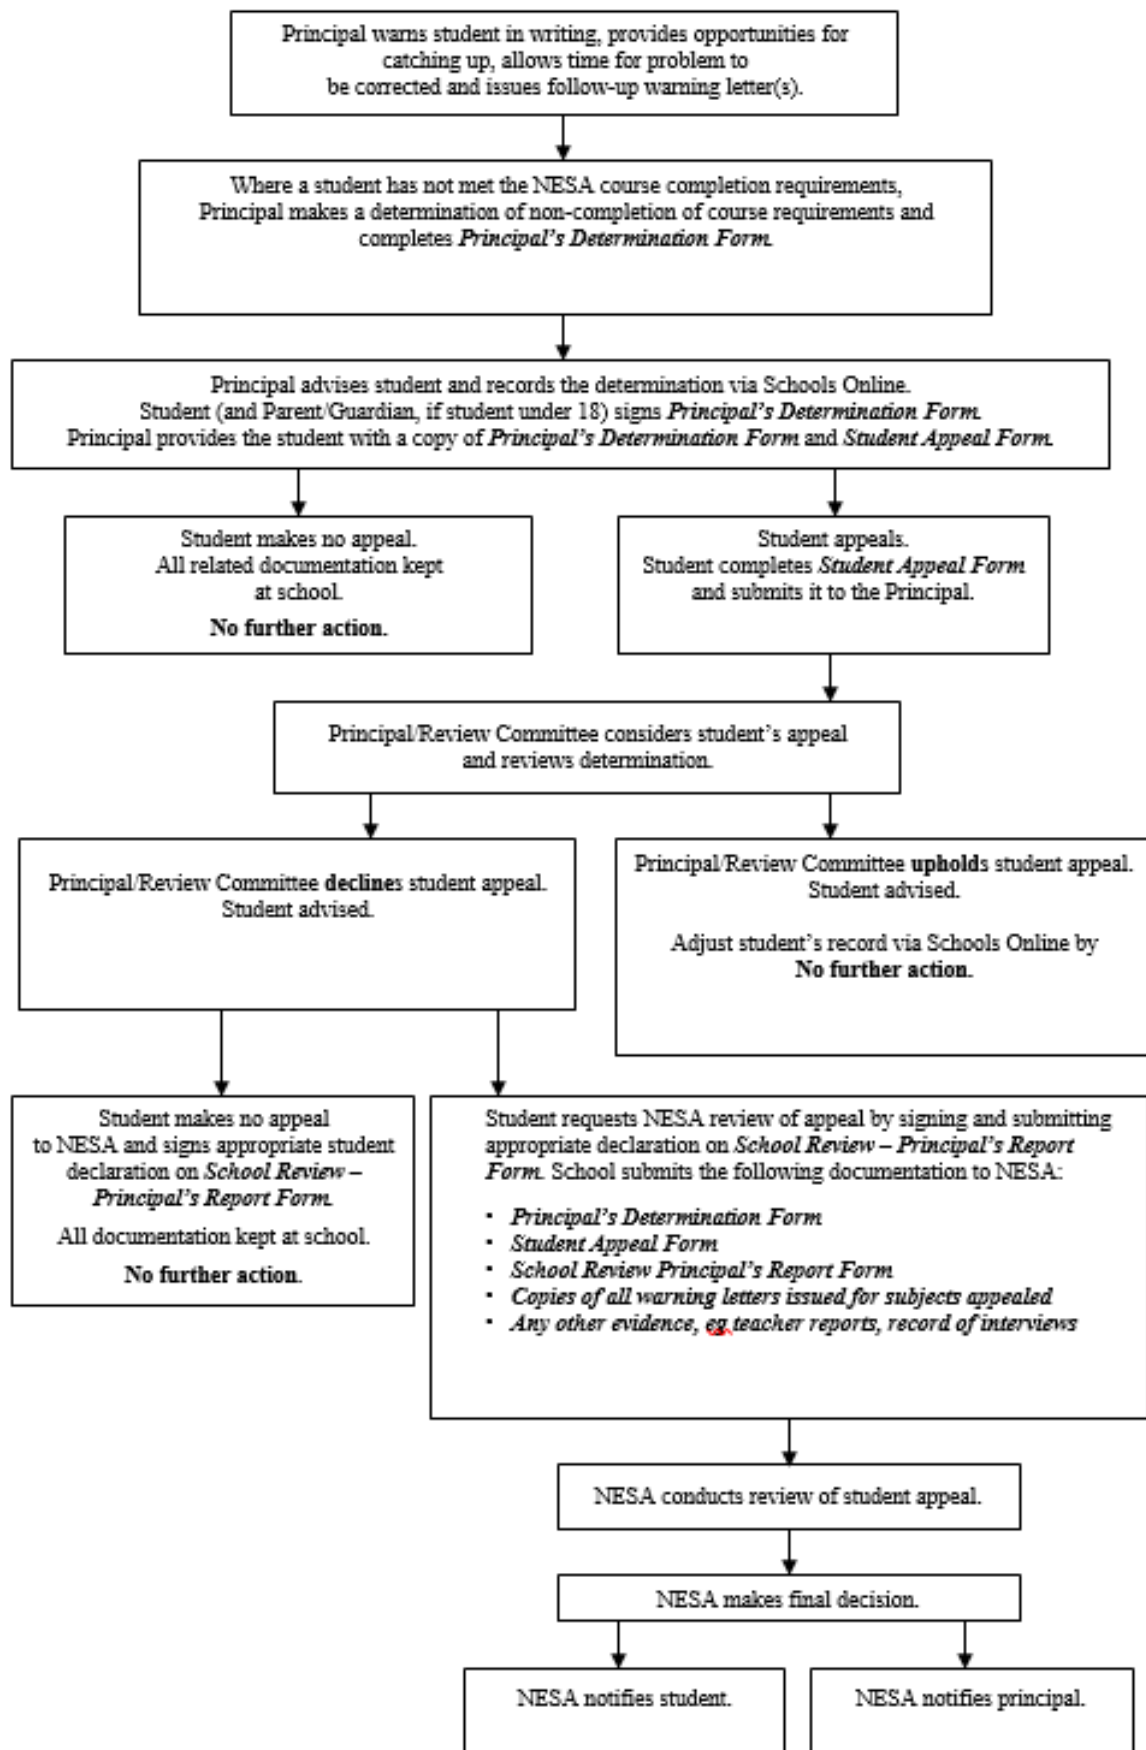 Principal warns student in writing, provides opportunities for
catching up, allows time for problem to
be corrected and issues follow-up warning letter(s).
Where a student has not met the NESA course completion requirements,
Principal makes a determination of non-completion of course requirements and
completes Principal's Determination Form.
Principal advises student and records the determination via Schools Online.
Student (and Parent/Guardian, if student under 18) signs Principal's Determination Form.
Principal provides the student with a copy of Principal's Determination Form and Student Appeal Form.
Student makes no appeal.
All related documentation kept
at school.
No further action.
Student appeals.
Student completes Student Appeal Form
and submits it to the Principal.
Principal/Review Committee considers student's appeal
and reviews determination.
Principal/Review Committee declines student appeal.
Student advised.
Principal/Review Committee upholds student appeal.
Student advised.
Adjust student's record via Schools Online by
No further action.
Student makes no appeal
to NESA and signs appropriate student
declaration on School Review –
Principal's Report Form.
All documentation kept at school.
No further action.
Student requests NESA review of appeal by signing and submitting
appropriate declaration on School Review – Principal's Report
Form. School submits the following documentation to NESA:
▪ Principal's Determination Form
▪ Student Appeal Form
▪ School Review Principal's Report Form
▪ Copies of all warning letters issued for subjects appealed
▪ Any other evidence, eg teacher reports, record of interviews
NESA conducts review of student appeal.
NESA makes final decision.
NESA notifies student.
NESA notifies principal.